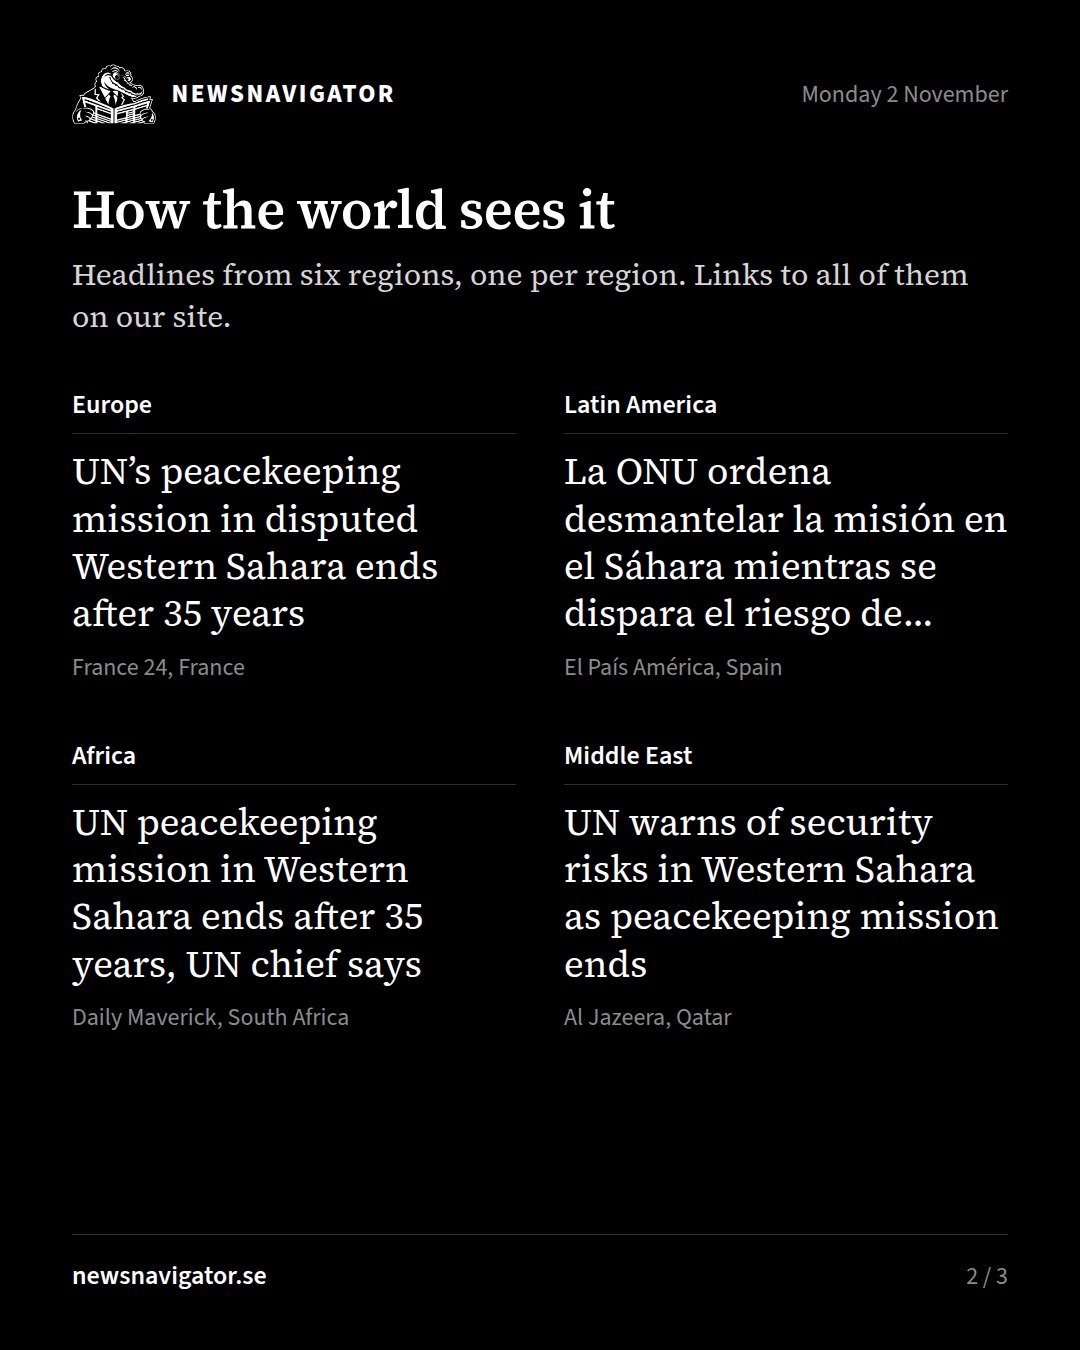 NEWSNAVIGATOR
Monday 2 November
How the world sees it
Headlines from six regions, one per region. Links to all of them
on our site.
Europe
UN’s peacekeeping
mission in disputed
Western Sahara ends
after 35 years
France 24, France
Latin America
La ONU ordena
desmantelar la misión en
el Sáhara mientras se
dispara el riesgo de...
El País América, Spain
Africa
UN peacekeeping
mission in Western
Sahara ends after 35
years, UN chief says
Daily Maverick, South Africa
Middle East
UN warns of security
risks in Western Sahara
as peacekeeping mission
ends
Al Jazeera, Qatar
newsnavigator.se
2 / 3